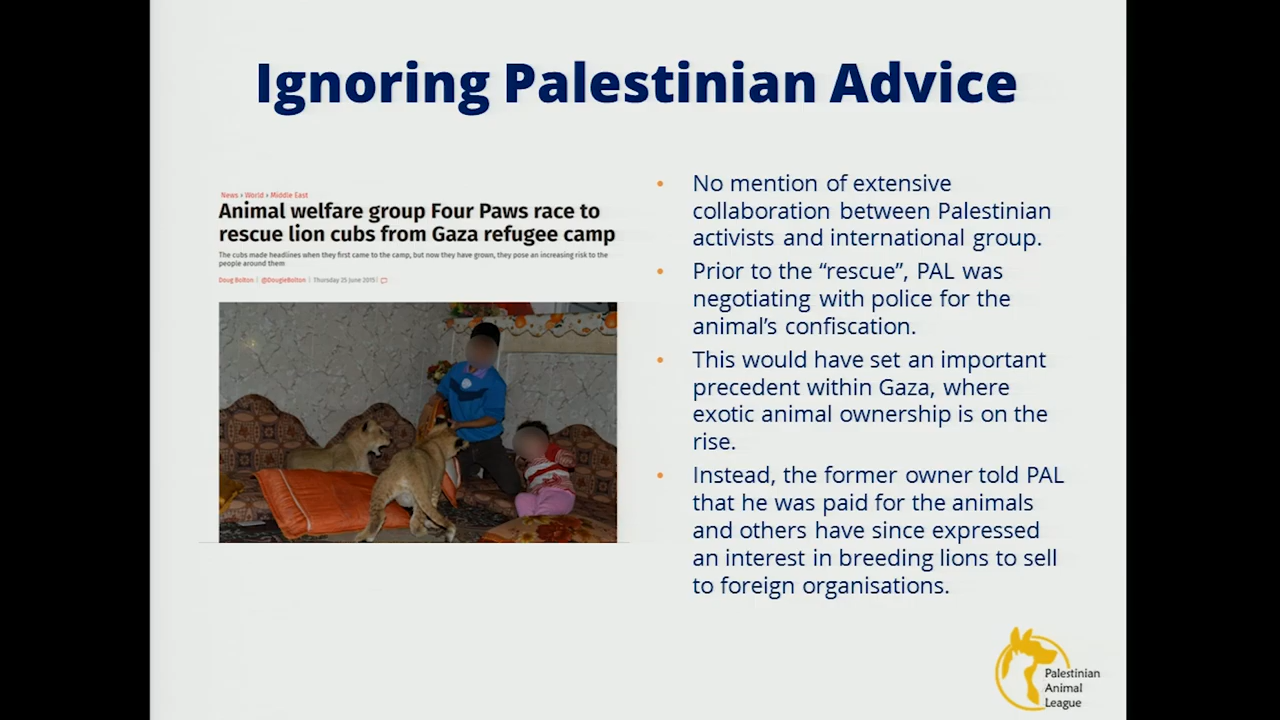 Ignoring Palestinian Advice
News › World › Middle East
Animal welfare group Four Paws race to
rescue lion cubs from Gaza refugee camp
The cubs made headlines when they first came to the camp, but now they have grown, they pose an increasing risk to the
people around them
Doug Bolton | @DougieBolton | Thursday 25 June 2015 |
• No mention of extensive
collaboration between Palestinian
activists and international group.
• Prior to the “rescue”, PAL was
negotiating with police for the
animal’s confiscation.
• This would have set an important
precedent within Gaza, where
exotic animal ownership is on the
rise.
• Instead, the former owner told PAL
that he was paid for the animals
and others have since expressed
an interest in breeding lions to sell
to foreign organisations.
Palestinian
Animal
League